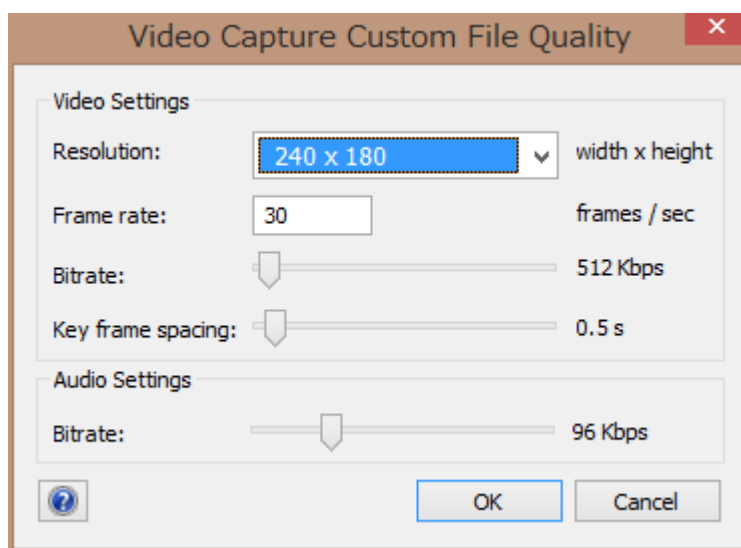 Video Capture Custom File Quality
Video Settings
Resolution: 240 x 180 width x height
Frame rate: 30 frames / sec
Bitrate: 512 Kbps
Key frame spacing: 0.5 s
Audio Settings
Bitrate: 96 Kbps
OK Cancel